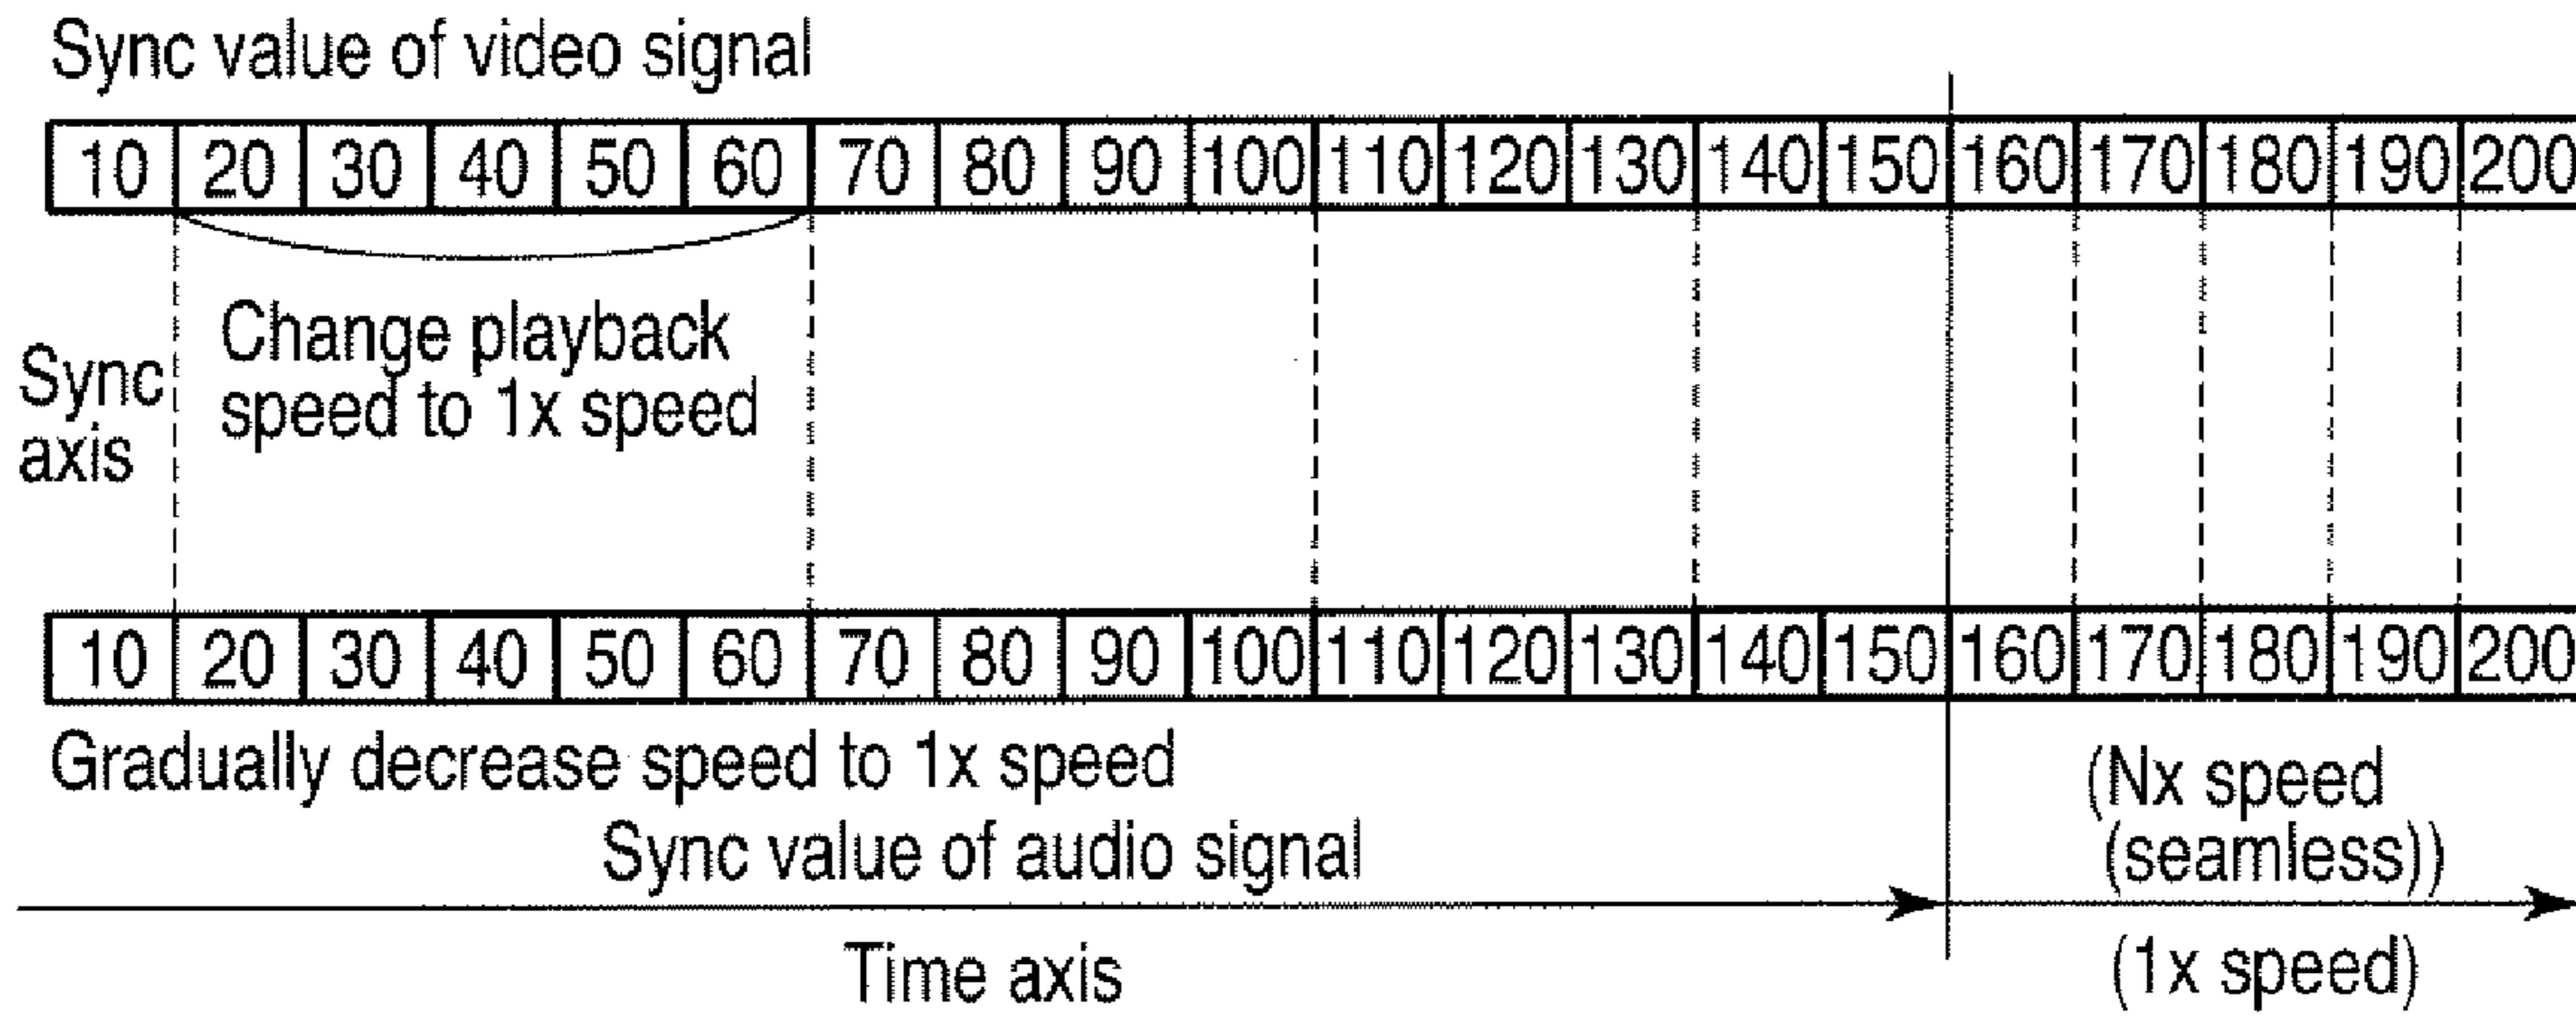 Sync value of video signal
10 20 30 40 50 60 70 80 90 100 110 120 130 140 150 160 170 180 190 200
Change playback
speed to 1x speed
Sync
axis
10 20 30 40 50 60 70 80 90 100 110 120 130 140 150 160 170 180 190 200
Gradually decrease speed to 1x speed
Sync value of audio signal
(Nx speed
(seamless))
Time axis
(1x speed)